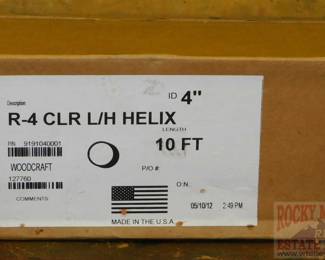 Description
R-4 CLR L/H HELIX
ID 4"
LENGTH
10 FT
P/N 9191040001
WOODCRAFT
127760
COMMENTS
P/O #
O:N
05/10/12 2:49 PM
MADE IN THE U.S.A.
ROCKY M
ESTATE